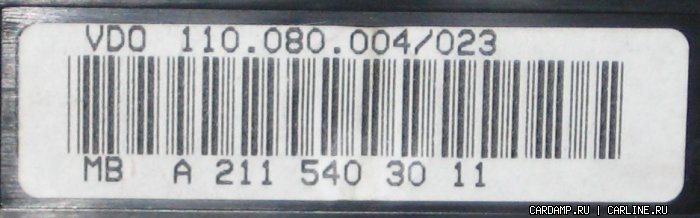 VDO 110.080.004/023
MB A 211 540 30 11
CARDAMP.RU | CARLINE.RU